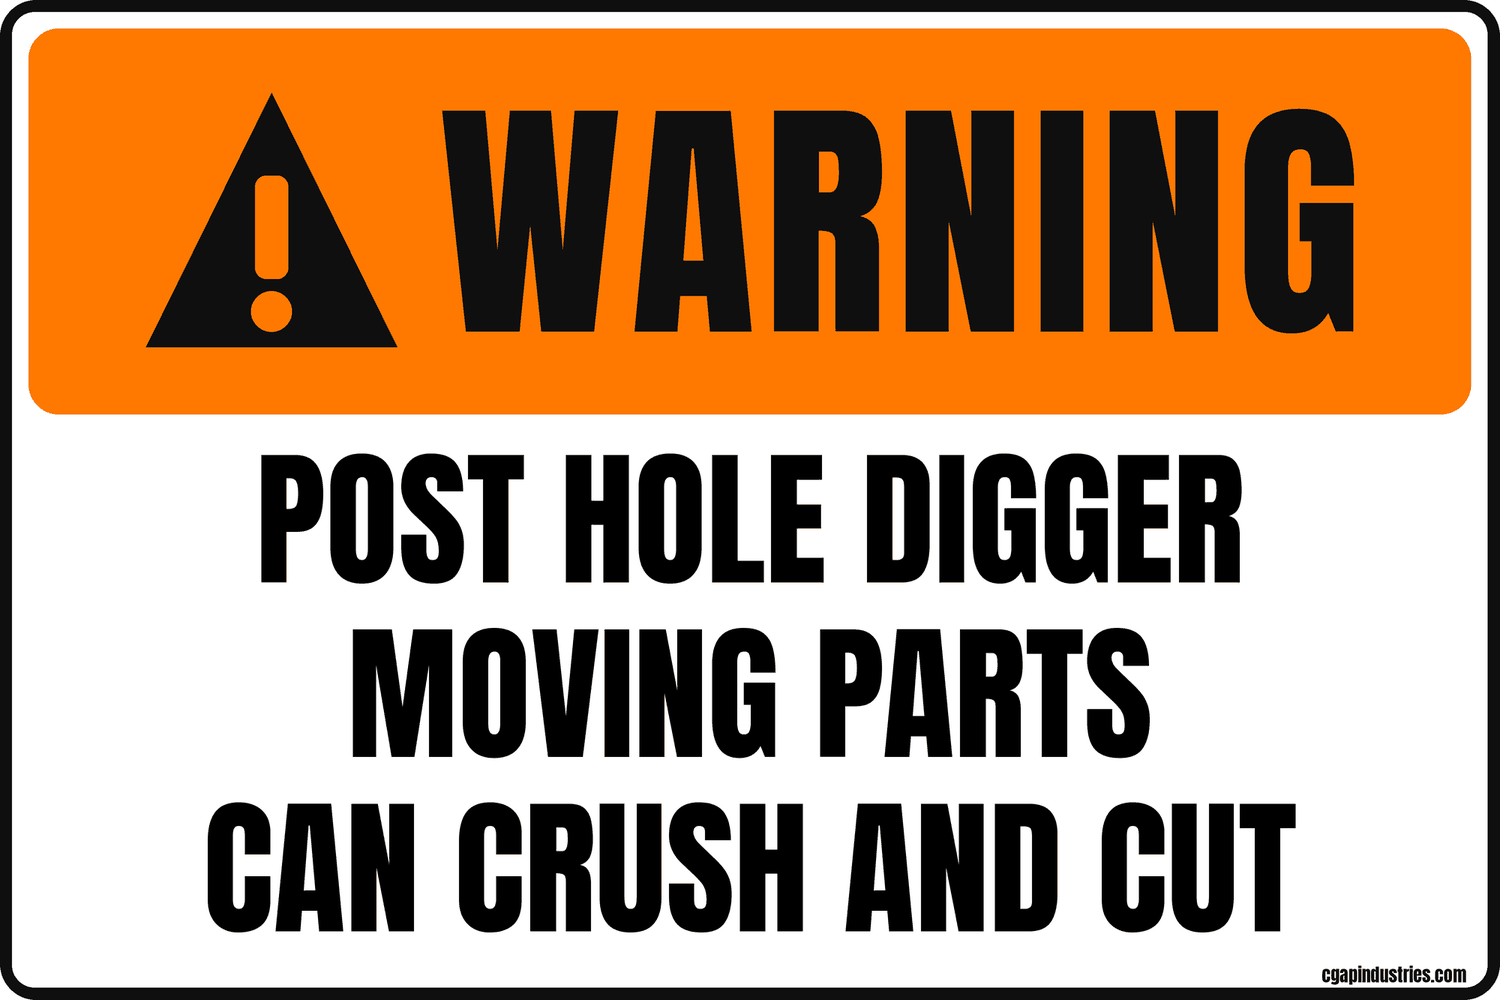 WARNING
POST HOLE DIGGER
MOVING PARTS
CAN CRUSH AND CUT
cgapindustries.com